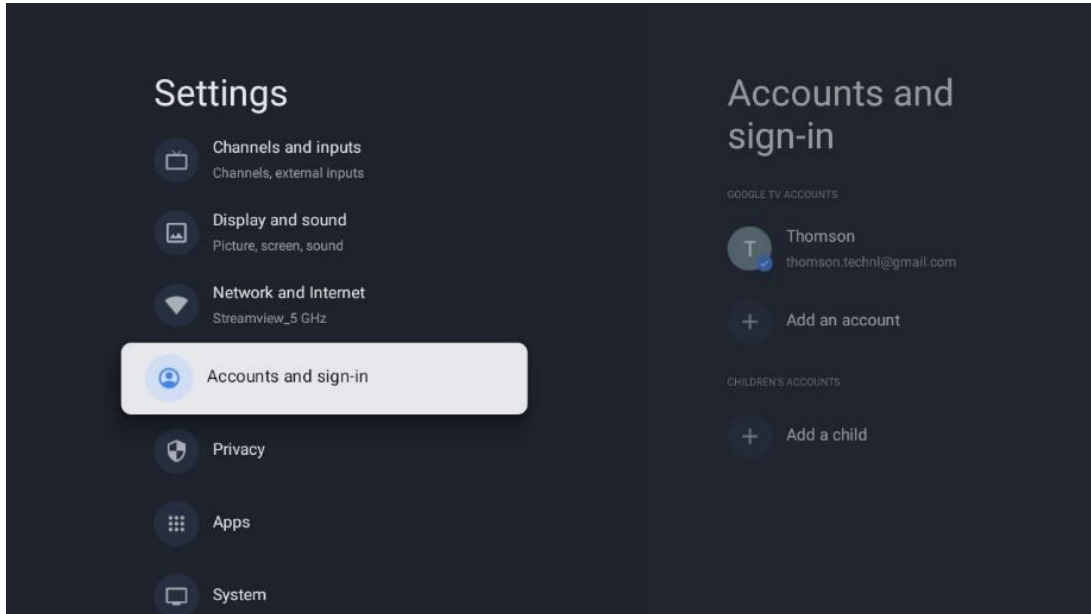 Settings
Channels and inputs
Channels, external inputs
Display and sound
Picture, screen, sound
Network and Internet
Streamview_5 GHz
Accounts and sign-in
Privacy
Apps
System
Accounts and
sign-in
GOOGLE TV ACCOUNTS
T
Thomson
thomson.technl@gmail.com
Add an account
CHILDREN'S ACCOUNTS
Add a child